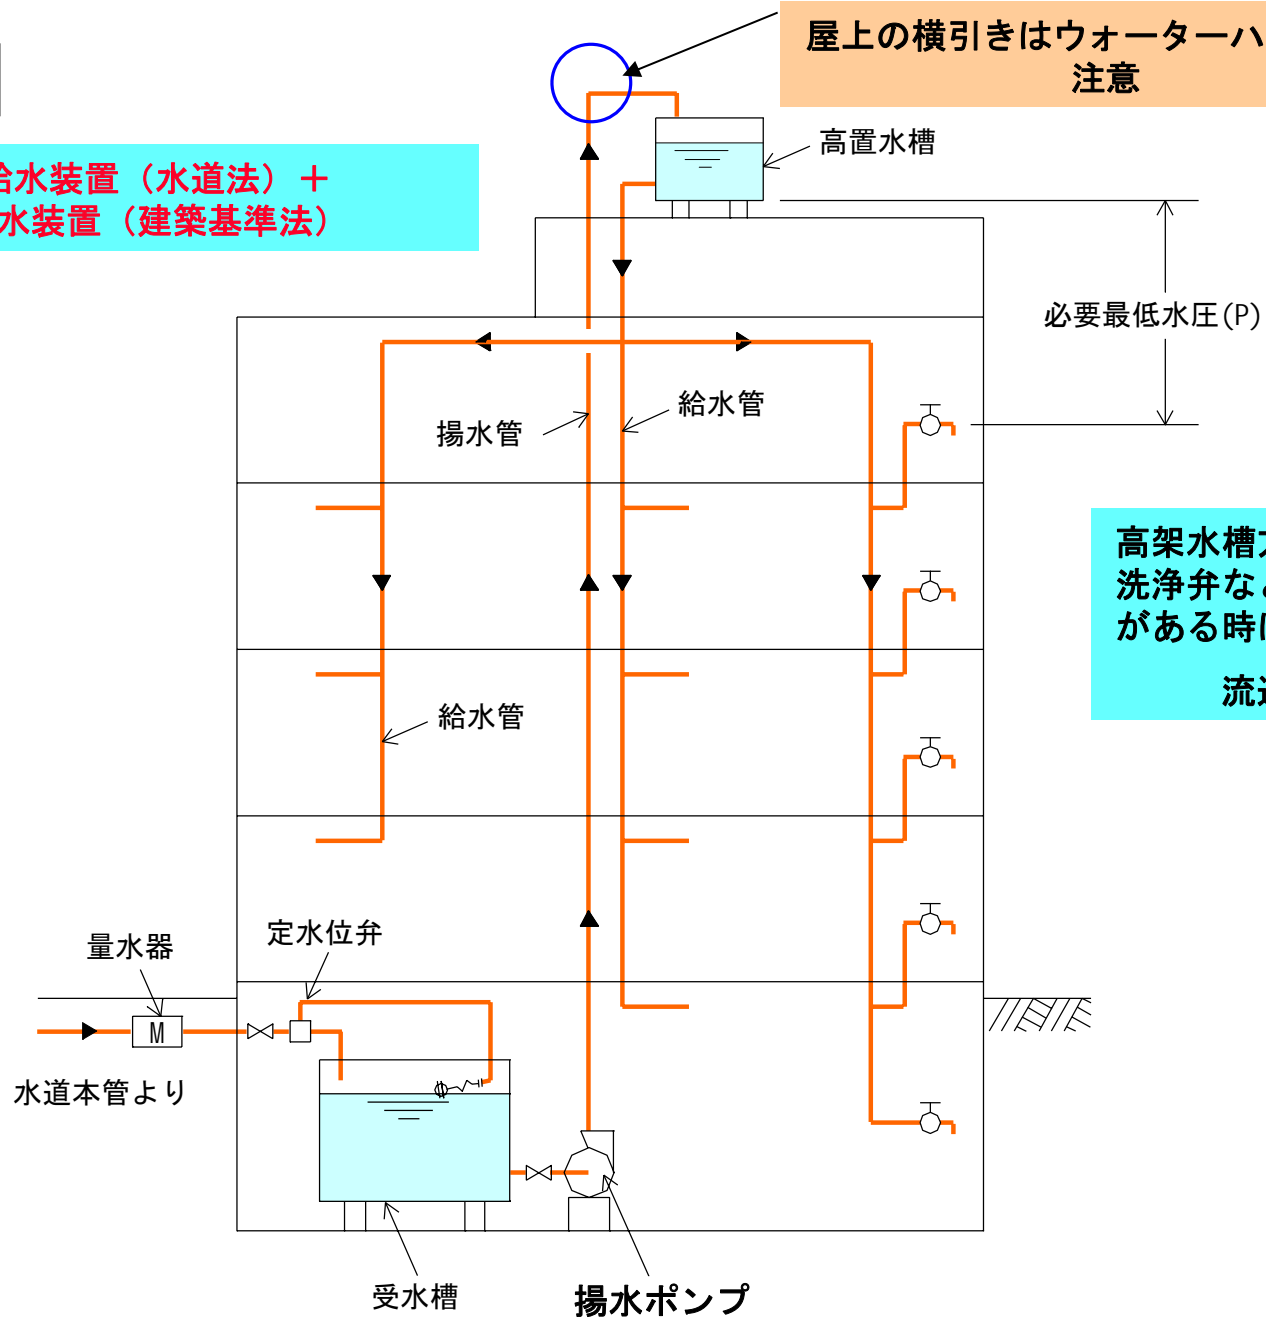 屋上の横引きはウォーターハ
注意
高置水槽
給水装置（水道法）＋
水装置（建築基準法）
必要最低水圧(P)
揚水管
給水管
高架水槽
洗浄弁など
がある時に
流
給水管
定水位弁
量水器
M
水道本管より
受水槽
揚水ポンプ